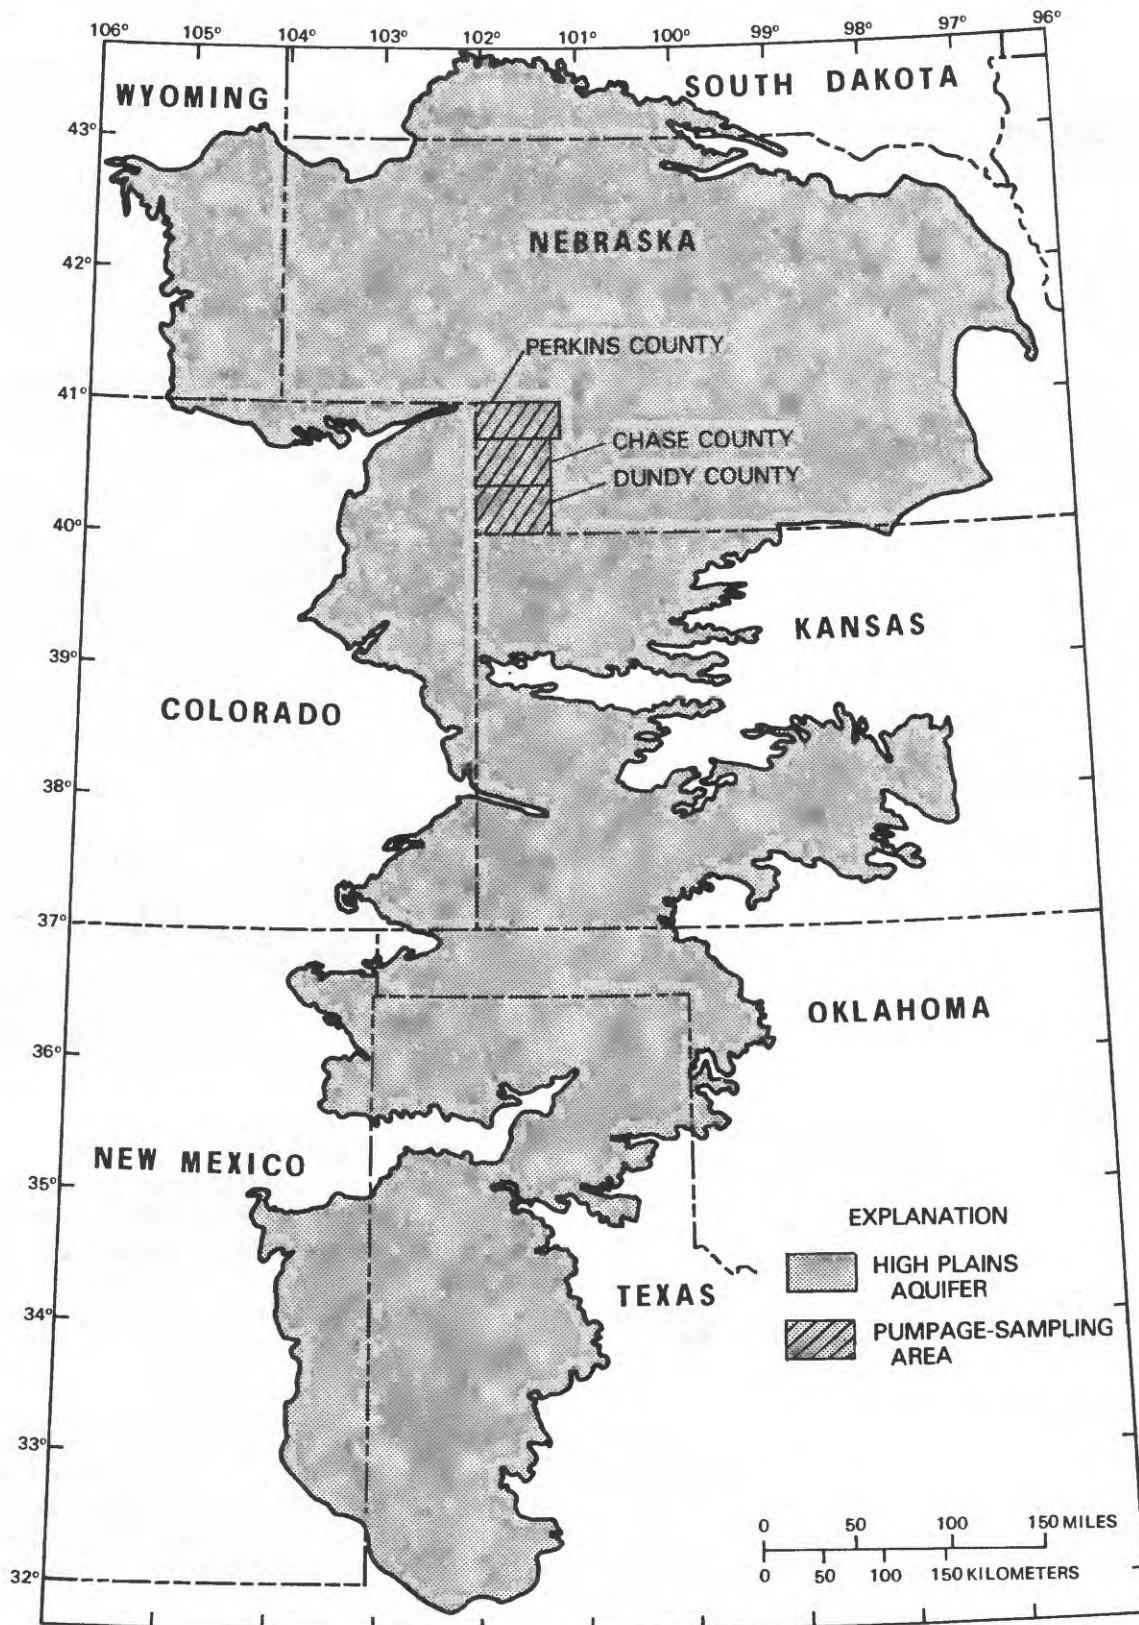 106° 105° 104° 103° 102° 101° 100° 99° 98° 97° 96°
SOUTH DAKOTA
WYOMING
43°
NEBRASKA
42°
PERKINS COUNTY
41°
CHASE COUNTY
DUNDY COUNTY
40°
KANSAS
39°
COLORADO
38°
37°
OKLAHOMA
36°
NEW MEXICO
35°
EXPLANATION
HIGH PLAINS
AQUIFER
TEXAS
34°
PUMPAGE-SAMPLING
AREA
33°
0 50 100 150 MILES
0 50 100 150 KILOMETERS
32°